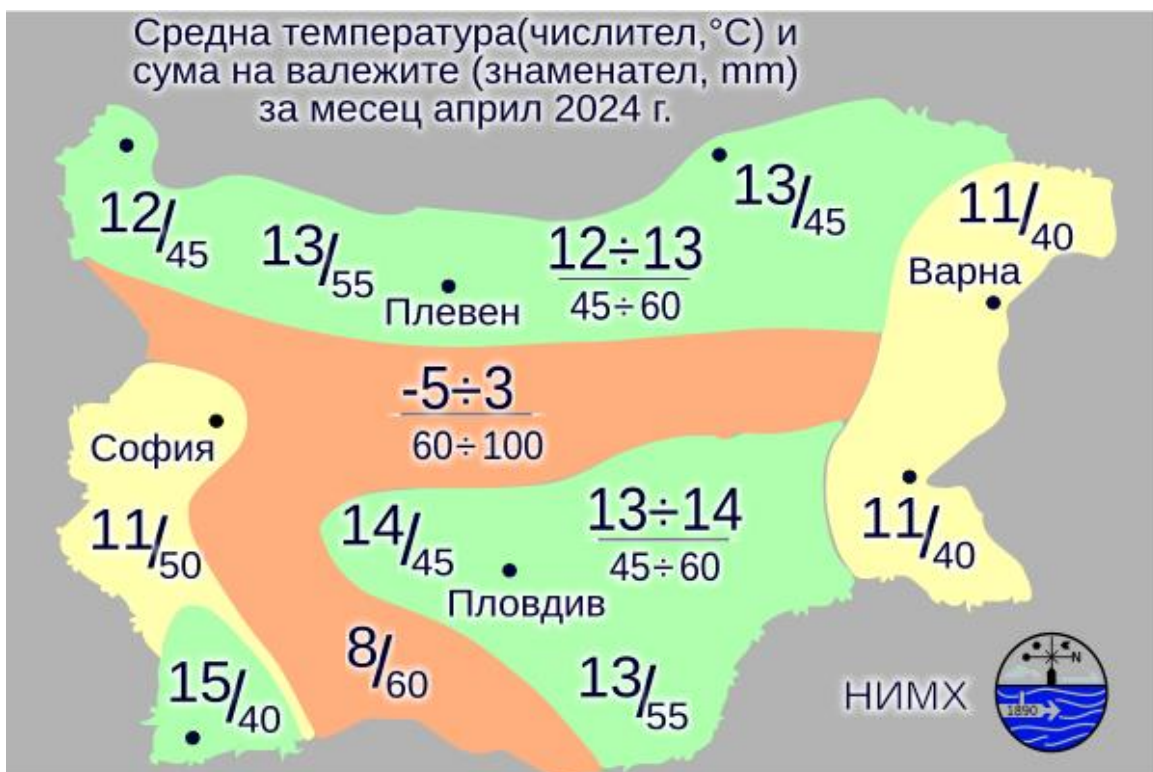 Средна температура(числител,°C) и
сума на валежите (знаменател, mm)
за месец април 2024 г.
12/45
13/55
Плевен
12÷13
45÷60
13/45
11/40
Варна
-5÷3
60÷100
София
11/50
14/45
13÷14
45÷60
Пловдив
11/40
8/60
13/55
15/40
НИМХ
N
1890